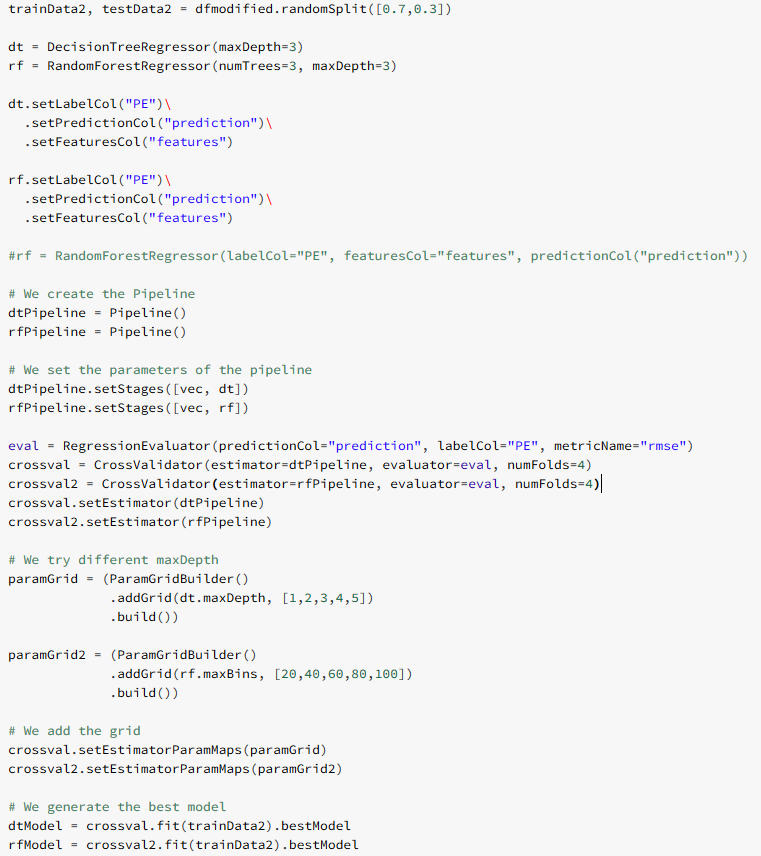 trainData2, testData2 = dfmodified.randomSplit([0.7,0.3])
dt = DecisionTreeRegressor(maxDepth=3)
rf = RandomForestRegressor(numTrees=3, maxDepth=3)
dt.setLabelCol("PE")\
  .setPredictionCol("prediction")\
  .setFeaturesCol("features")
rf.setLabelCol("PE")\
  .setPredictionCol("prediction")\
  .setFeaturesCol("features")
#rf = RandomForestRegressor(labelCol="PE", featuresCol="features", predictionCol("prediction"))
# We create the Pipeline
dtPipeline = Pipeline()
rfPipeline = Pipeline()
# We set the parameters of the pipeline
dtPipeline.setStages([vec, dt])
rfPipeline.setStages([vec, rf])
eval = RegressionEvaluator(predictionCol="prediction", labelCol="PE", metricName="rmse")
crossval = CrossValidator(estimator=dtPipeline, evaluator=eval, numFolds=4)
crossval2 = CrossValidator(estimator=rfPipeline, evaluator=eval, numFolds=4)
crossval.setEstimator(dtPipeline)
crossval2.setEstimator(rfPipeline)
# We try different maxDepth
paramGrid = (ParamGridBuilder()
             .addGrid(dt.maxDepth, [1,2,3,4,5])
             .build())
paramGrid2 = (ParamGridBuilder()
             .addGrid(rf.maxBins, [20,40,60,80,100])
             .build())
# We add the grid
crossval.setEstimatorParamMaps(paramGrid)
crossval2.setEstimatorParamMaps(paramGrid2)
# We generate the best model
dtModel = crossval.fit(trainData2).bestModel
rfModel = crossval2.fit(trainData2).bestModel